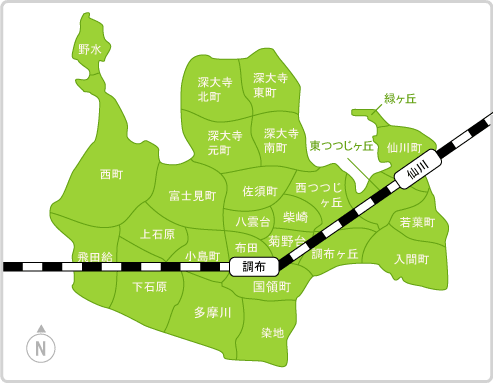 野水
深大寺
北町
深大寺
東町
緑ヶ丘
深大寺
元町
深大寺
南町
東つつじヶ丘
仙川町
仙川
西町
富士見町
佐須町
西つつじ
ヶ丘
八雲台
柴崎
若葉町
上石原
布田
菊野台
飛田給
小島町
調布ヶ丘
入間町
調布
下石原
国領町
多摩川
染地
N